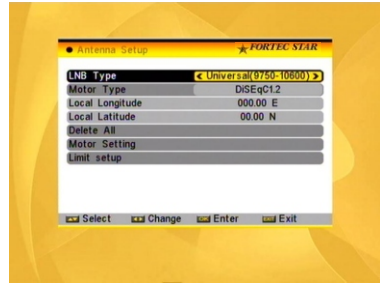 Antenna Setup FORTEC STAR
LNB Type Universal(9750-10600)
Motor Type DiSEqC1.2
Local Longitude 000.00 E
Local Latitude 00.00 N
Delete All
Motor Setting
Limit setup
Select Change Enter Exit